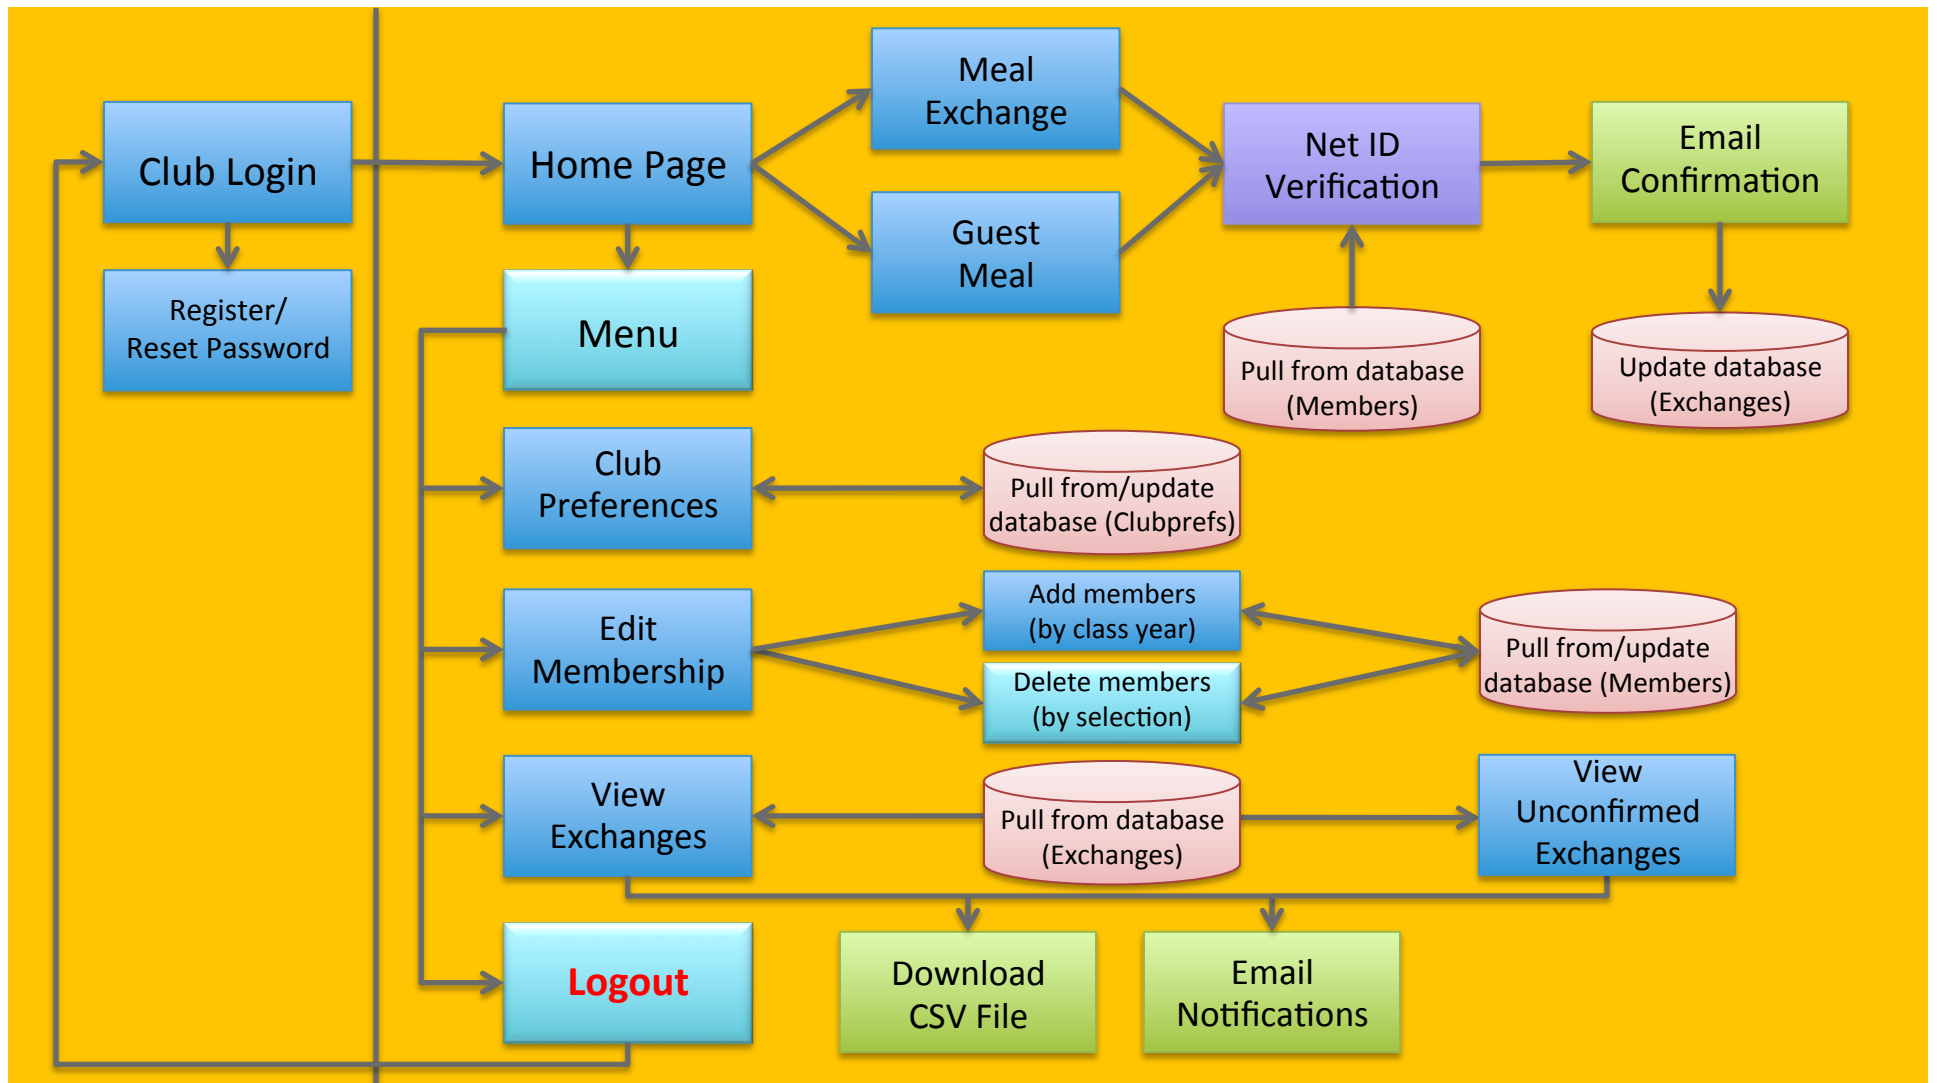 Club Login
Register/
Reset Password
Home Page
Menu
Meal
Exchange
Guest
Meal
Net ID
Verification
Email
Confirmation
Pull from database
(Members)
Update database
(Exchanges)
Club
Preferences
Pull from/update
database (Clubprefs)
Edit
Membership
Add members
(by class year)
Delete members
(by selection)
Pull from/update
database (Members)
View
Exchanges
Pull from database
(Exchanges)
View
Unconfirmed
Exchanges
Logout
Download
CSV File
Email
Notifications